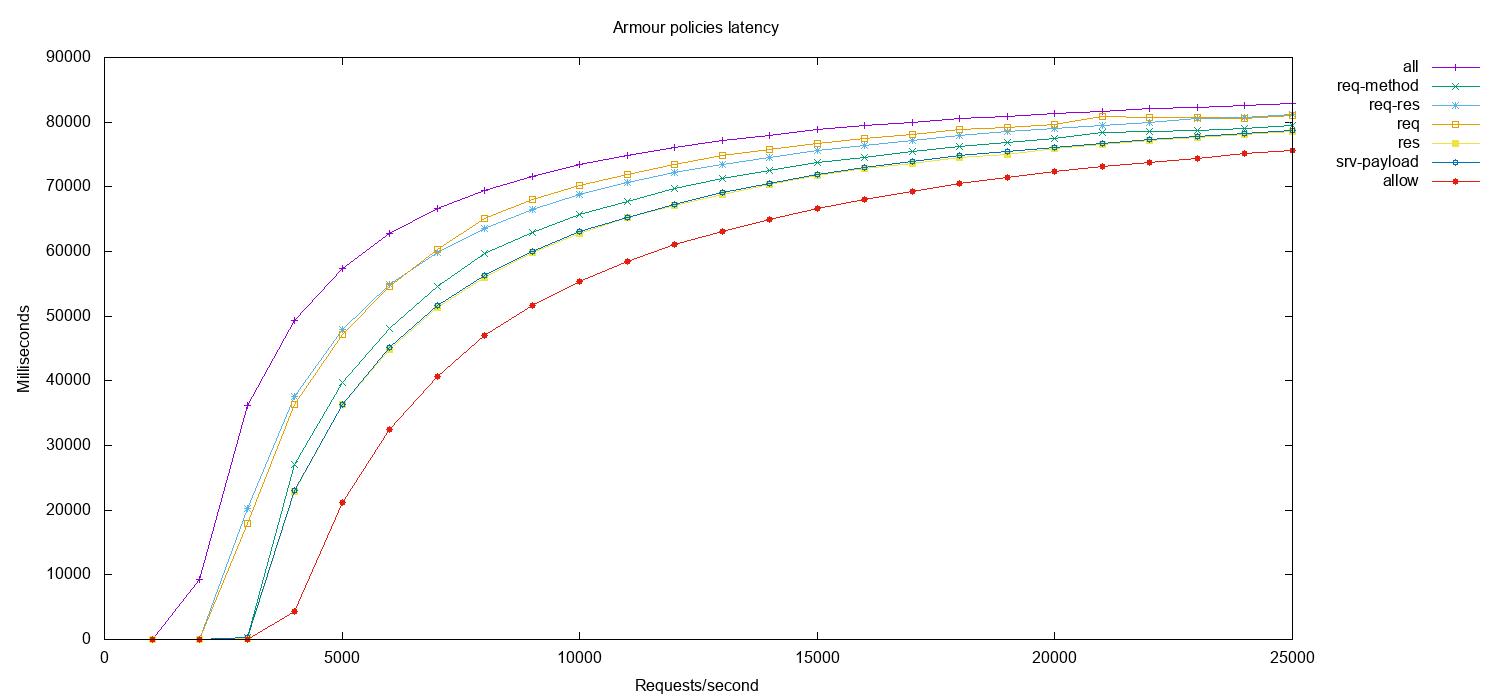 Armour policies latency
90000
80000
70000
60000
50000
40000
30000
20000
10000
0
Milliseconds
0 5000 10000 15000 20000 25000
Requests/second
all
req-method
req-res
req
res
srv-payload
allow